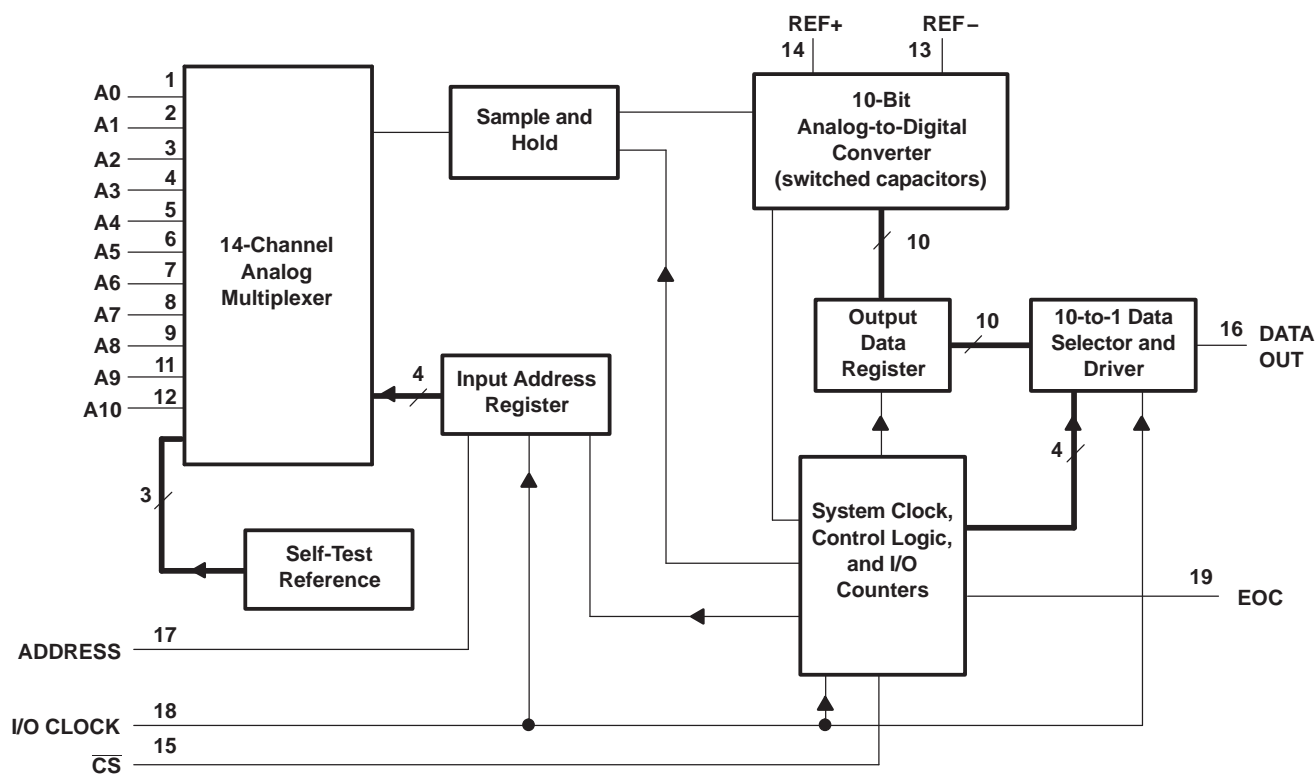 REF+
REF–
14
13
10-Bit
Analog-to-Digital
Converter
(switched capacitors)
Sample and
Hold
14-Channel
Analog
Multiplexer
A0
1
A1
2
A2
3
A3
4
A4
5
A5
6
A6
7
A7
8
A8
9
A9
11
A10
12
10
Output
Data
Register
10
10-to-1 Data
Selector and
Driver
16
DATA
OUT
4
Input Address
Register
4
3
Self-Test
Reference
System Clock,
Control Logic,
and I/O
Counters
19
EOC
ADDRESS
17
I/O CLOCK
18
CS
15